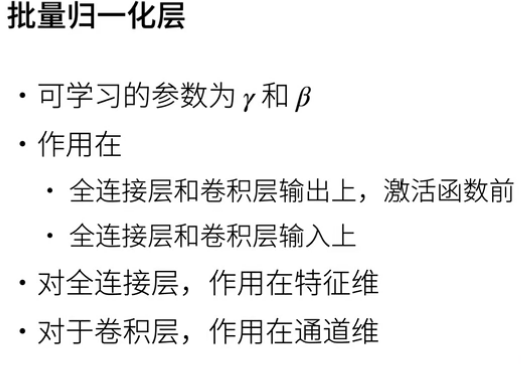 批量归一化层
• 可学习的参数为 γ 和 β
• 作用在
• 全连接层和卷积层输出上，激活函数前
• 全连接层和卷积层输入上
• 对全连接层，作用在特征维
• 对于卷积层，作用在通道维